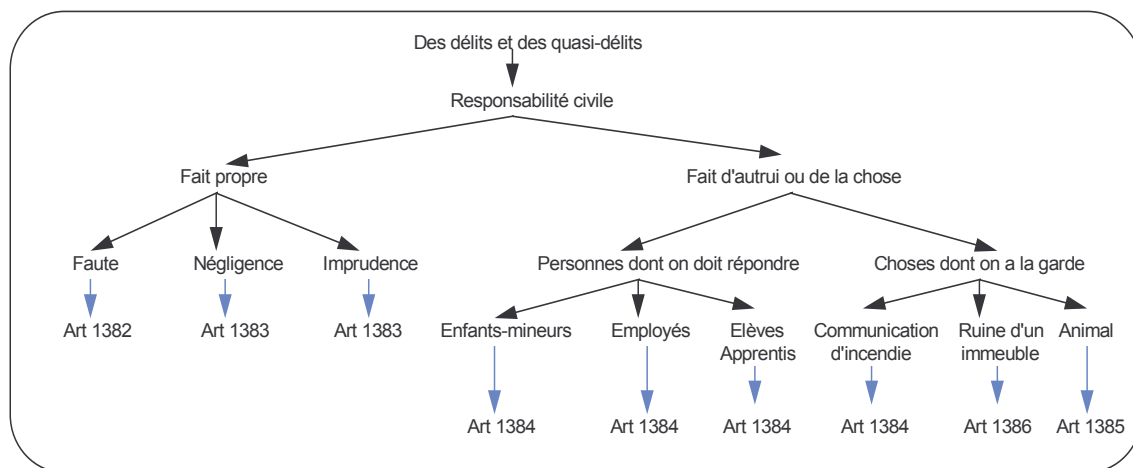 Des délits et des quasi-délits
Responsabilité civile
Fait propre
Fait d'autrui ou de la chose
Faute
Négligence
Imprudence
Personnes dont on doit répondre
Choses dont on a la garde
Art 1382
Art 1383
Art 1383
Enfants-mineurs
Employés
Elèves
Apprentis
Communication
d'incendie
Ruine d'un
immeuble
Animal
Art 1384
Art 1384
Art 1384
Art 1384
Art 1386
Art 1385